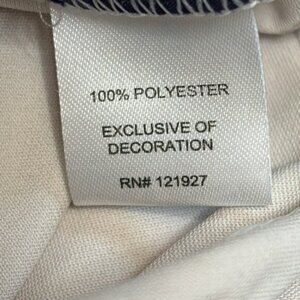 100% POLYESTER
EXCLUSIVE OF
DECORATION
RN# 121927